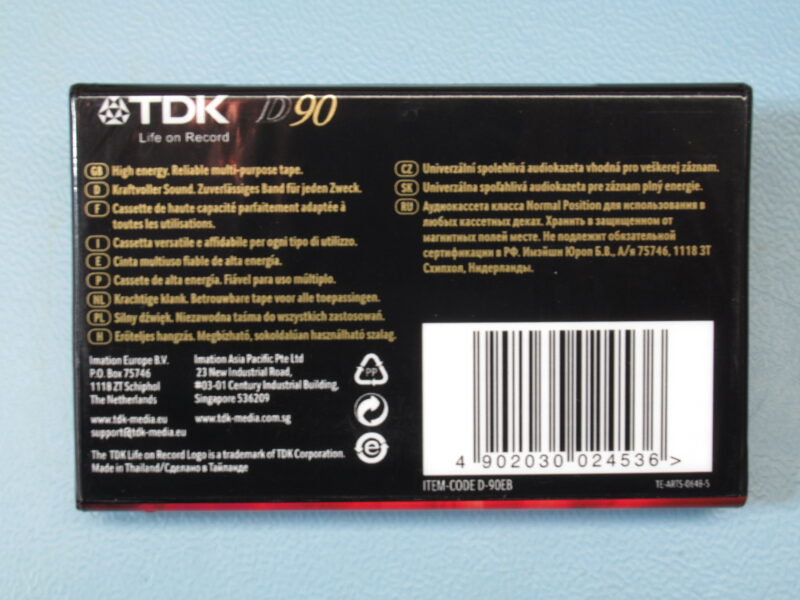 TDK D90
Life on Record
GB High energy. Reliable multi-purpose tape.
D Kraftvoller Sound. Zuverlässiges Band für jeden Zweck.
F Cassette de haute capacité parfaitement adaptée à
toutes les utilisations.
I Cassetta versatile e affidabile per ogni tipo di utilizzo.
E Cinta multiuso fiable de alta energía.
P Cassete de alta energia. Fiável para uso múltiplo.
NL Krachtige klank. Betrouwbare tape voor alle toepassingen.
PL Silny dźwięk. Niezawodna taśma do wszystkich zastosowań.
H Erőteljes hangzás. Megbízható, sokoldalúan használható szalag.
CZ Univerzální spolehlivá audiokazeta vhodná pro veškerej záznam.
SK Univerzálna spoľahlivá audiokazeta pre záznam plný energie.
RU Аудиокассета класса Normal Position для использования в
любых кассетных деках. Хранить в защищенном от
магнитных полей месте. Не подлежит обязательной
сертификации в РФ. Имэйшн Юроп Б.В., А/я 75746, 1118 ЗТ
Схипхол, Нидерланды.
Imation Europe B.V.
P.O. Box 75746
1118 ZT Schiphol
The Netherlands
www.tdk-media.eu
support@tdk-media.eu
Imation Asia Pacific Pte Ltd
23 New Industrial Road,
#03-01 Century Industrial Building,
Singapore 536209
www.tdk-media.com.sg
PP
e
The TDK Life on Record Logo is a trademark of TDK Corporation.
Made in Thailand/Сделано в Тайланде
4 902030 024536 >
ITEM-CODE D-90EB
TE-ARTS-0648-S